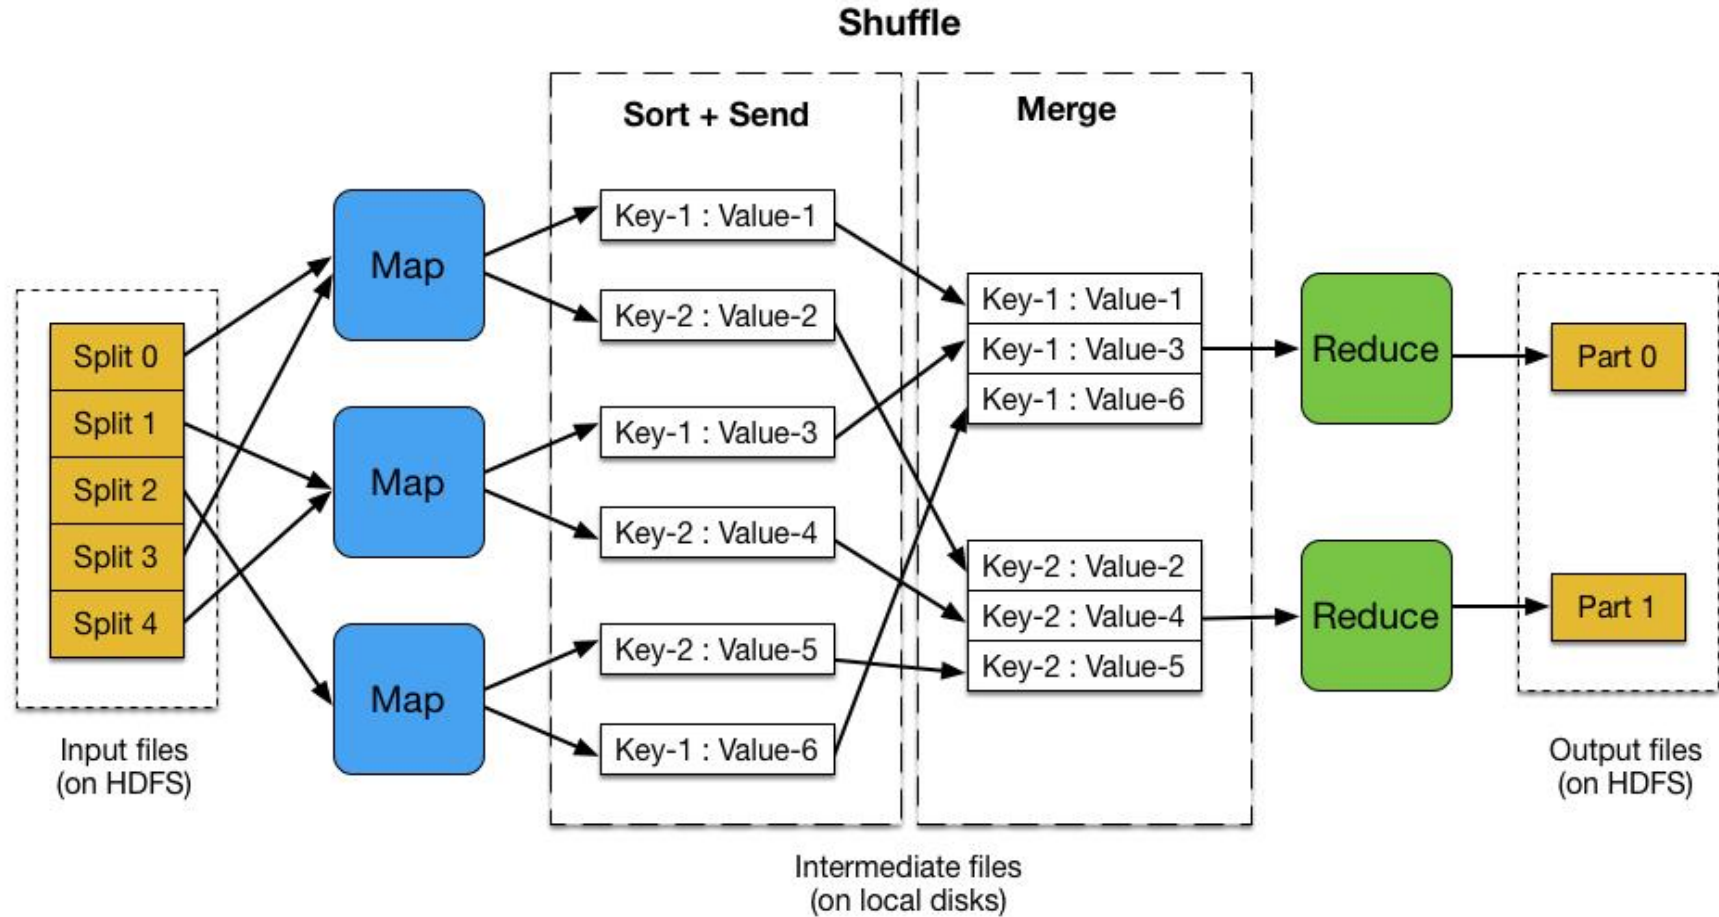 Shuffle
Sort + Send
Merge
Split 0
Split 1
Split 2
Split 3
Split 4
Input files
(on HDFS)
Map
Map
Map
Key-1 : Value-1
Key-2 : Value-2
Key-1 : Value-3
Key-2 : Value-4
Key-2 : Value-5
Key-1 : Value-6
Key-1 : Value-1
Key-1 : Value-3
Key-1 : Value-6
Key-2 : Value-2
Key-2 : Value-4
Key-2 : Value-5
Intermediate files
(on local disks)
Reduce
Reduce
Part 0
Part 1
Output files
(on HDFS)